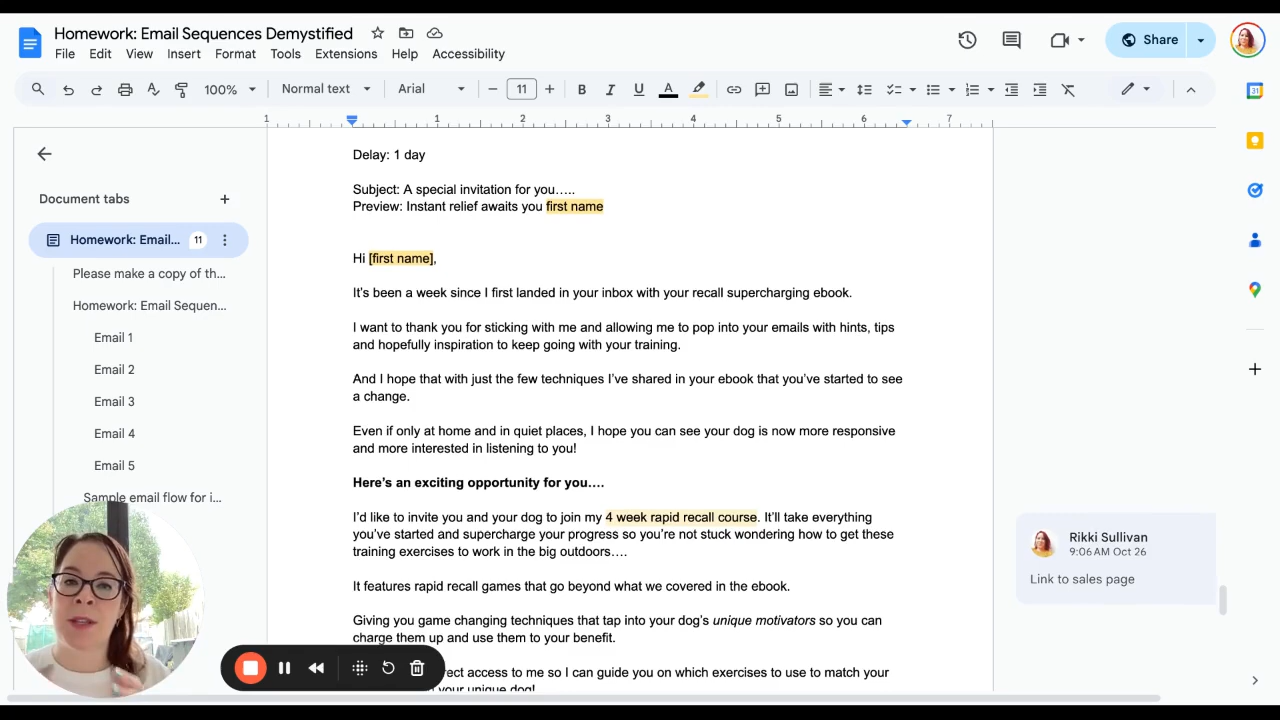 Homework: Email Sequences Demystified
File Edit View Insert Format Tools Extensions Help Accessibility
Share
100% Normal text Arial 11
1 1 2 3 4 5 6 7
Document tabs
Homework: Email... 11
Please make a copy of th...
Homework: Email Sequen...
Email 1
Email 2
Email 3
Email 4
Email 5
Sample email flow for i...
Delay: 1 day
Subject: A special invitation for you…..
Preview: Instant relief awaits you first name
Hi [first name],
It's been a week since I first landed in your inbox with your recall supercharging ebook.
I want to thank you for sticking with me and allowing me to pop into your emails with hints, tips
and hopefully inspiration to keep going with your training.
And I hope that with just the few techniques I've shared in your ebook that you've started to see
a change.
Even if only at home and in quiet places, I hope you can see your dog is now more responsive
and more interested in listening to you!
Here's an exciting opportunity for you….
I'd like to invite you and your dog to join my 4 week rapid recall course. It'll take everything
you've started and supercharge your progress so you're not stuck wondering how to get these
training exercises to work in the big outdoors….
It features rapid recall games that go beyond what we covered in the ebook.
Giving you game changing techniques that tap into your dog's unique motivators so you can
charge them up and use them to your benefit.
access to me so I can guide you on which exercises to use to match your
your unique dog!
Rikki Sullivan
9:06 AM Oct 26
Link to sales page
31